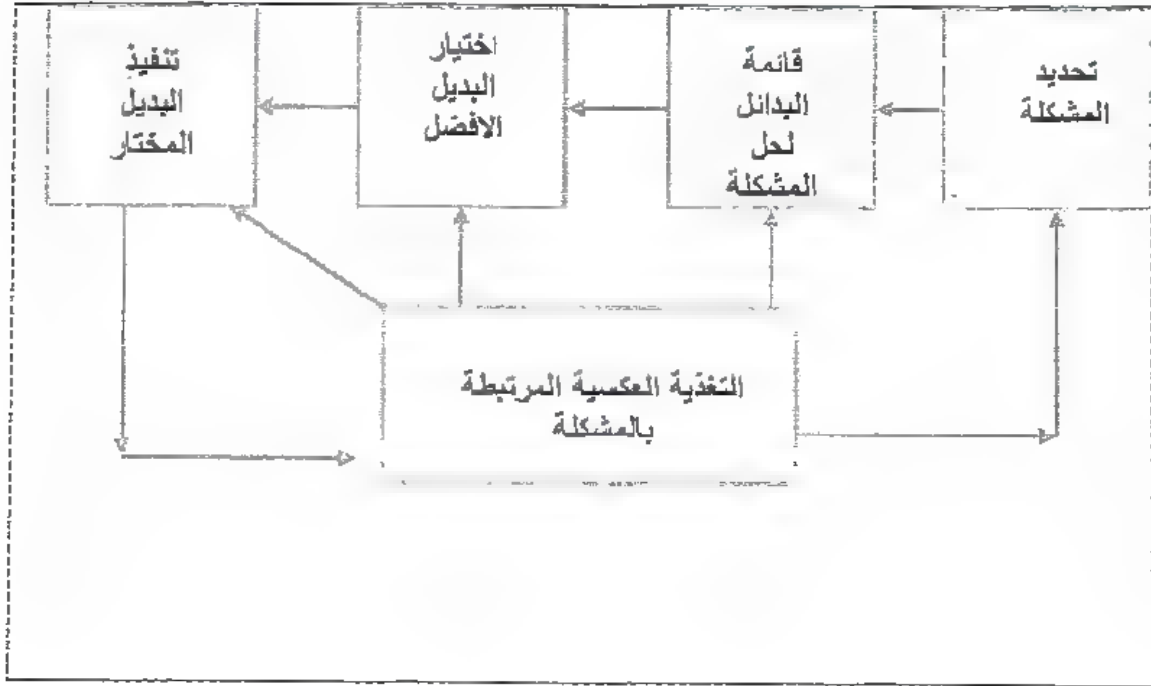 تحديد
المشكلة
قائمة
البدائل
لحل
المشكلة
اختيار
البديل
الافضل
تنفيذ
البديل
المختار
التغذية العكسية المرتبطة
بالمشكلة